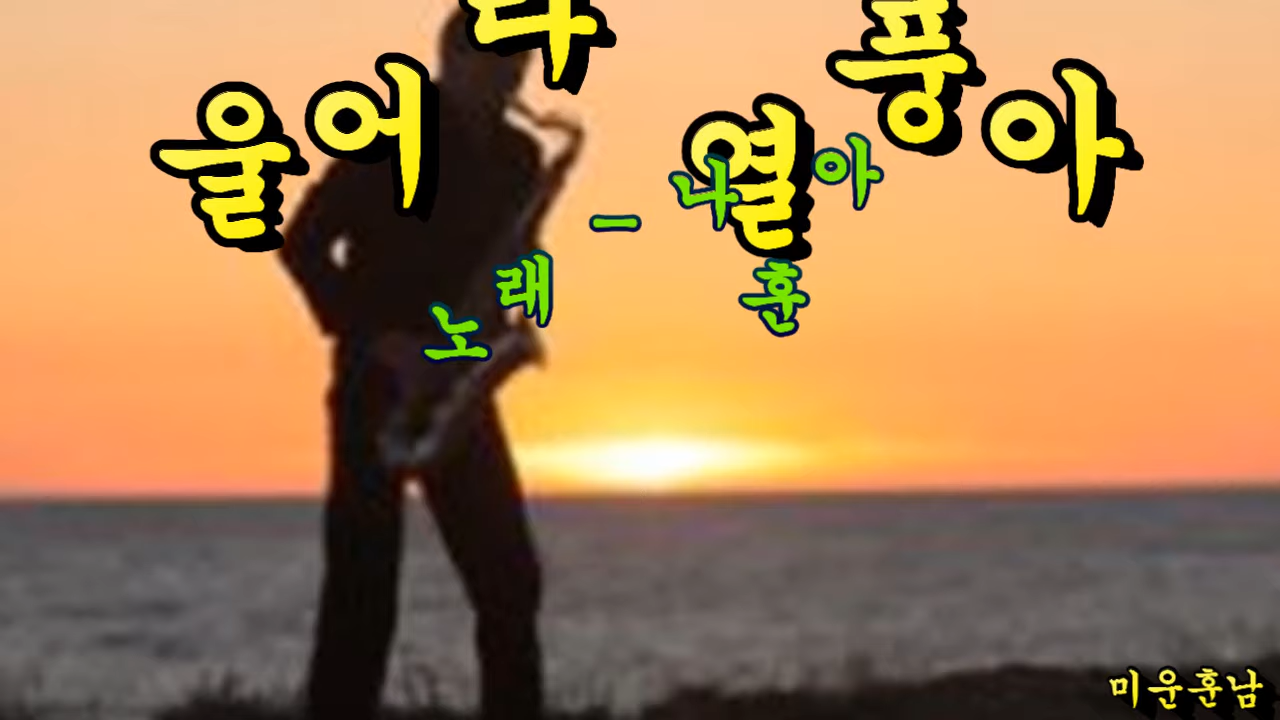 울어라 열풍아
노래 - 나훈아
미운훈남